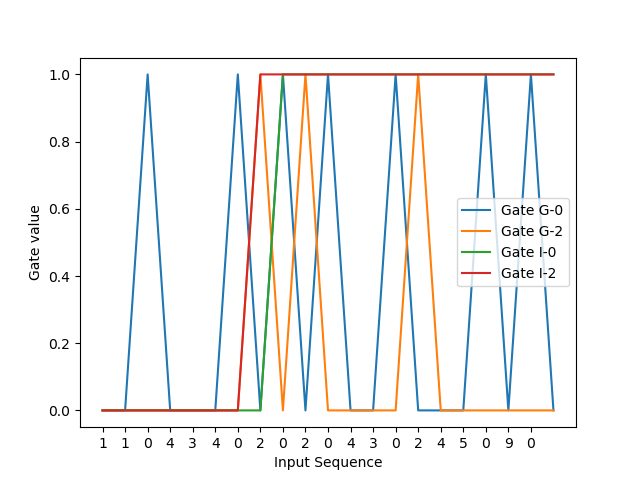 1.0
0.8
0.6
0.4
0.2
0.0
Gate value
Gate G-0
Gate G-2
Gate I-0
Gate I-2
1 1 0 4 3 4 0 2 0 2 0 4 3 0 2 4 5 0 9 0
Input Sequence